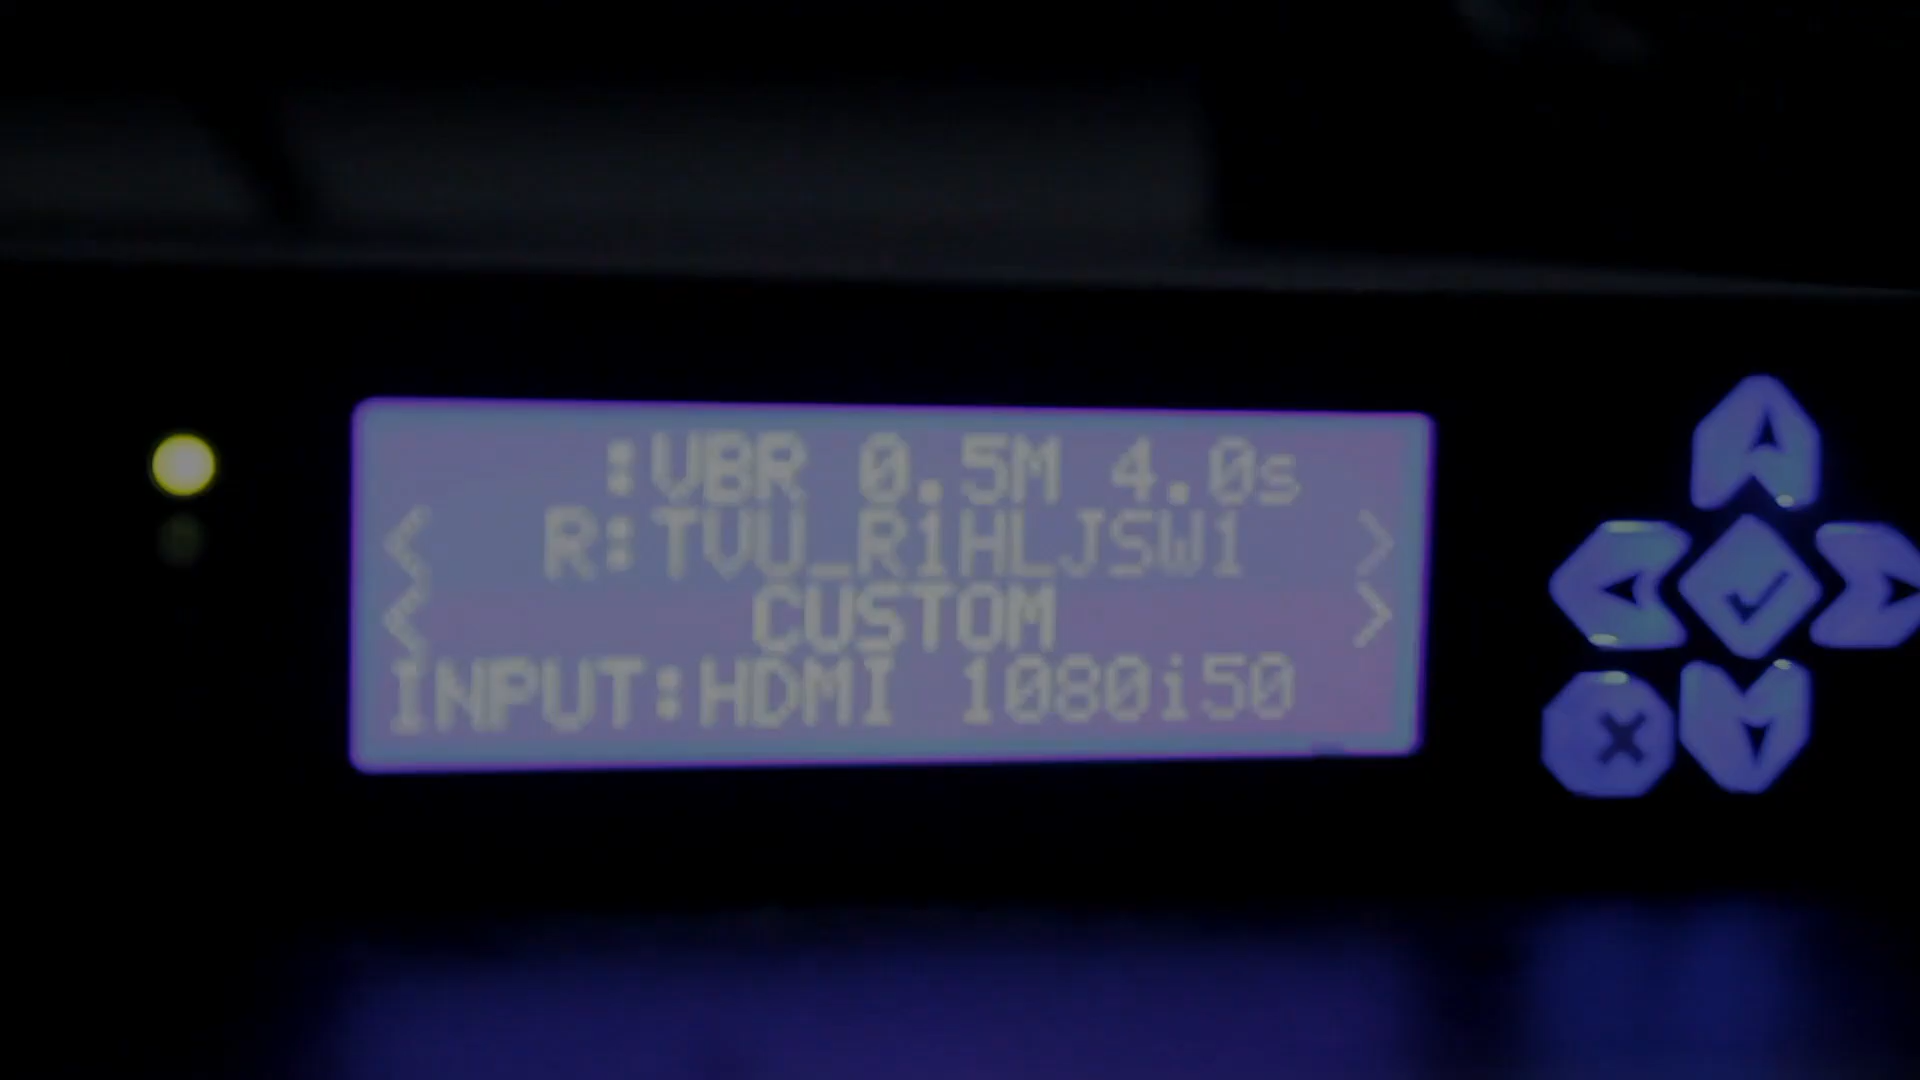 :VBR 0.5M 4.0s
< R:TVU_R1HLJSW1 >
< CUSTOM >
INPUT:HDMI 1080i50